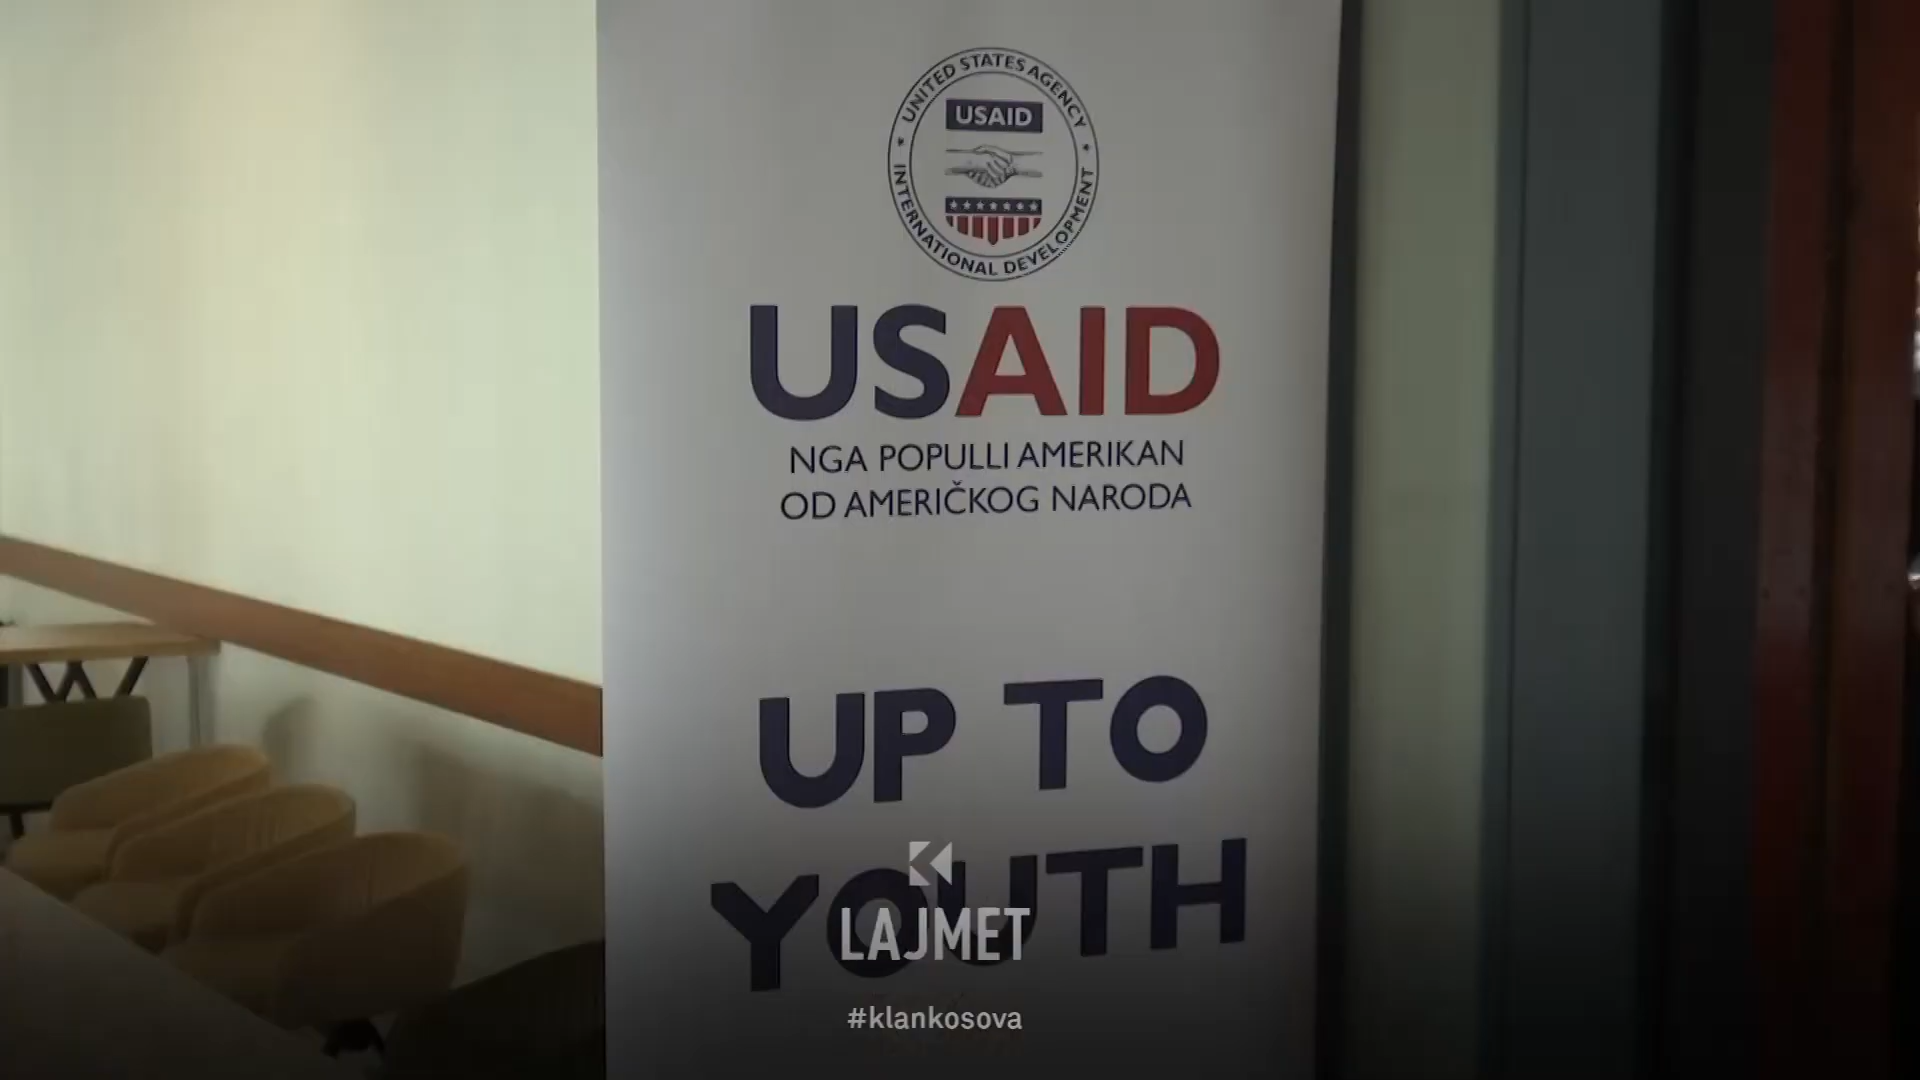 UNITED STATES AGENCY
USAID
INTERNATIONAL DEVELOPMENT
USAID
NGA POPULLI AMERIKAN
OD AMERIČKOG NARODA
UP TO
YOUTH
LAJMET
#klankosova